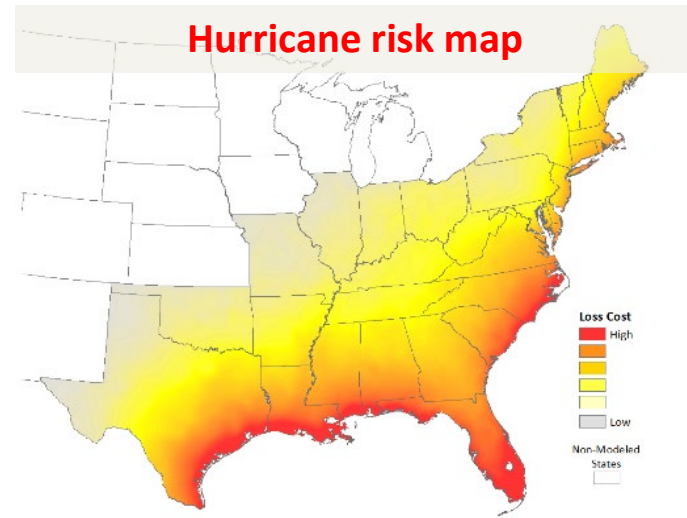 Hurricane risk map
Loss Cost
High
Low
Non-Modeled
States